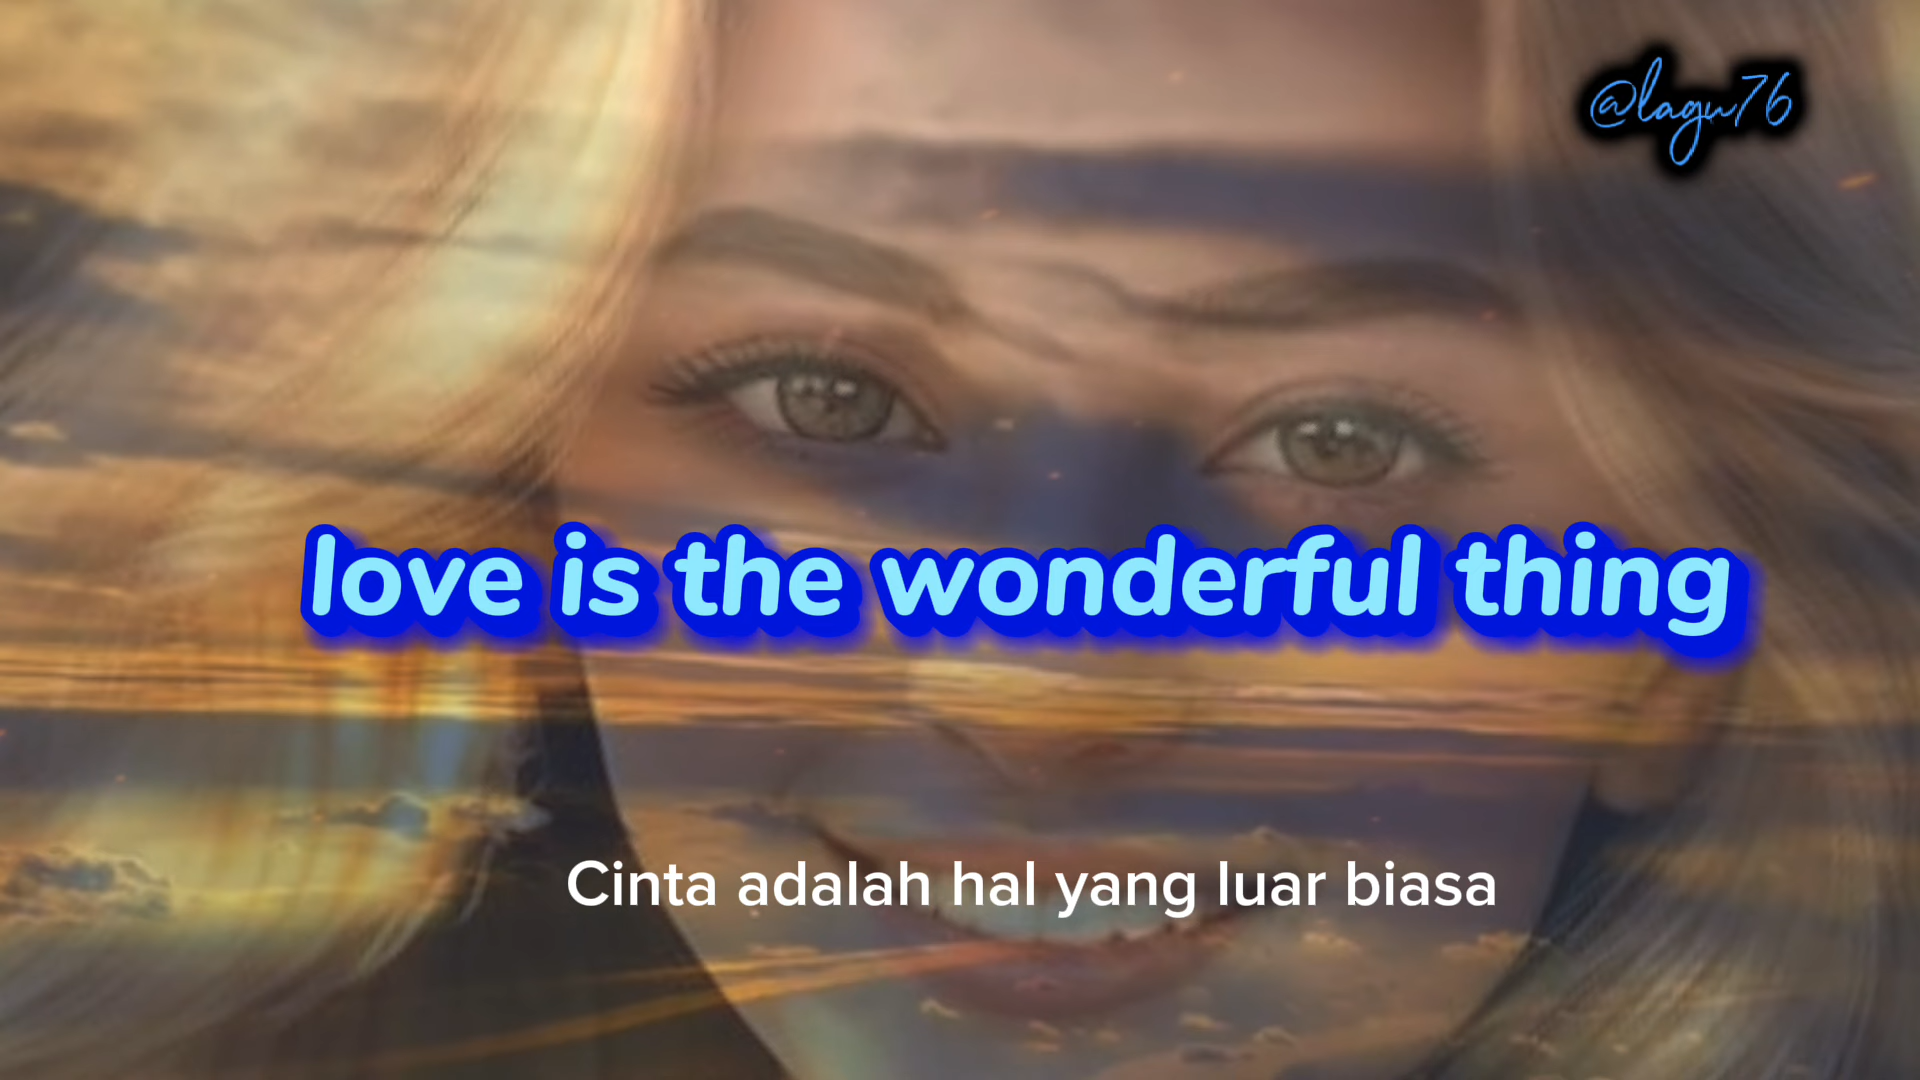 @lagu76
love is the wonderful thing
Cinta adalah hal yang luar biasa